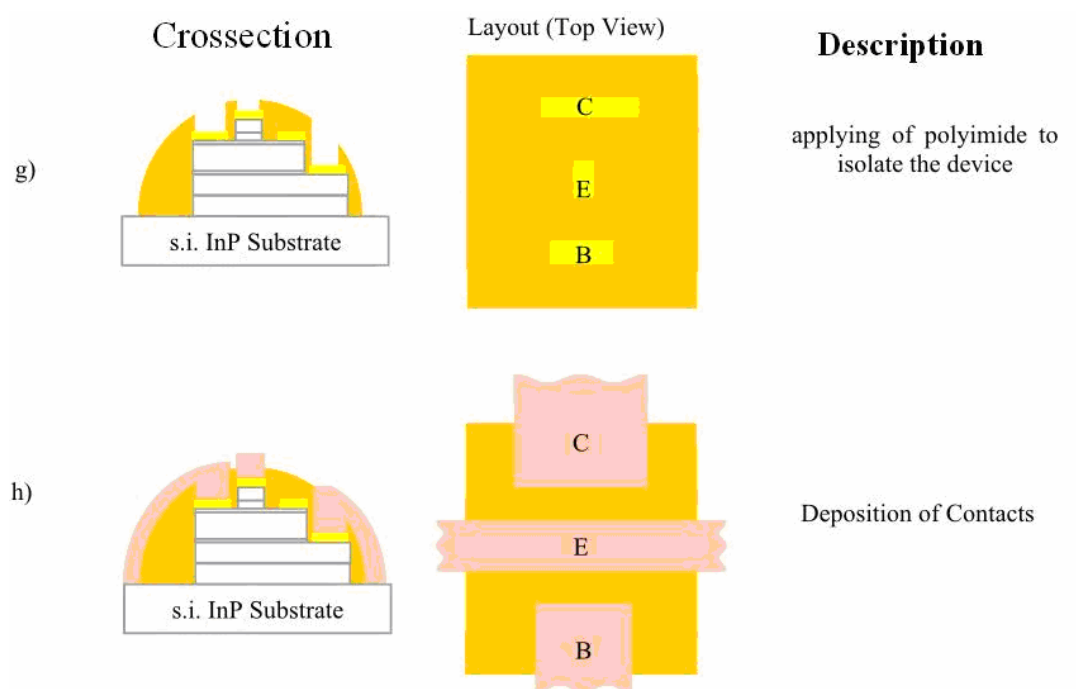 Crossection
Layout (Top View)
Description
g)
s.i. InP Substrate
C
E
B
applying of polyimide to
isolate the device
h)
s.i. InP Substrate
C
E
B
Deposition of Contacts